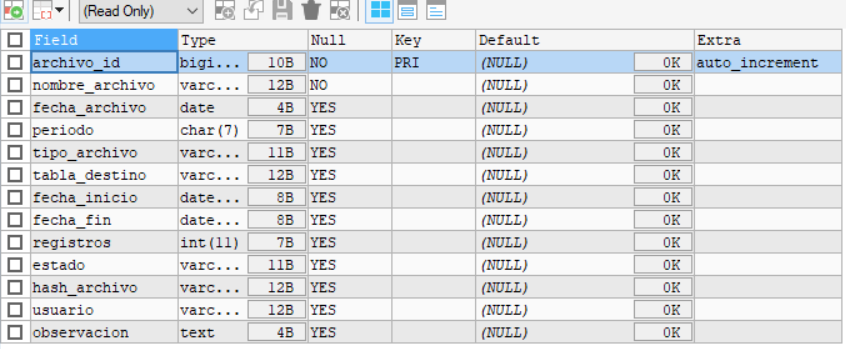 (Read Only)
Field Type Null Key Default Extra
archivo_id bigi... 10B NO PRI (NULL) 0K auto_increment
nombre_archivo varc... 12B NO (NULL) 0K
fecha_archivo date 4B YES (NULL) 0K
periodo char(7) 7B YES (NULL) 0K
tipo_archivo varc... 11B YES (NULL) 0K
tabla_destino varc... 12B YES (NULL) 0K
fecha_inicio date... 8B YES (NULL) 0K
fecha_fin date... 8B YES (NULL) 0K
registros int(11) 7B YES (NULL) 0K
estado varc... 11B YES (NULL) 0K
hash_archivo varc... 12B YES (NULL) 0K
usuario varc... 12B YES (NULL) 0K
observacion text 4B YES (NULL) 0K